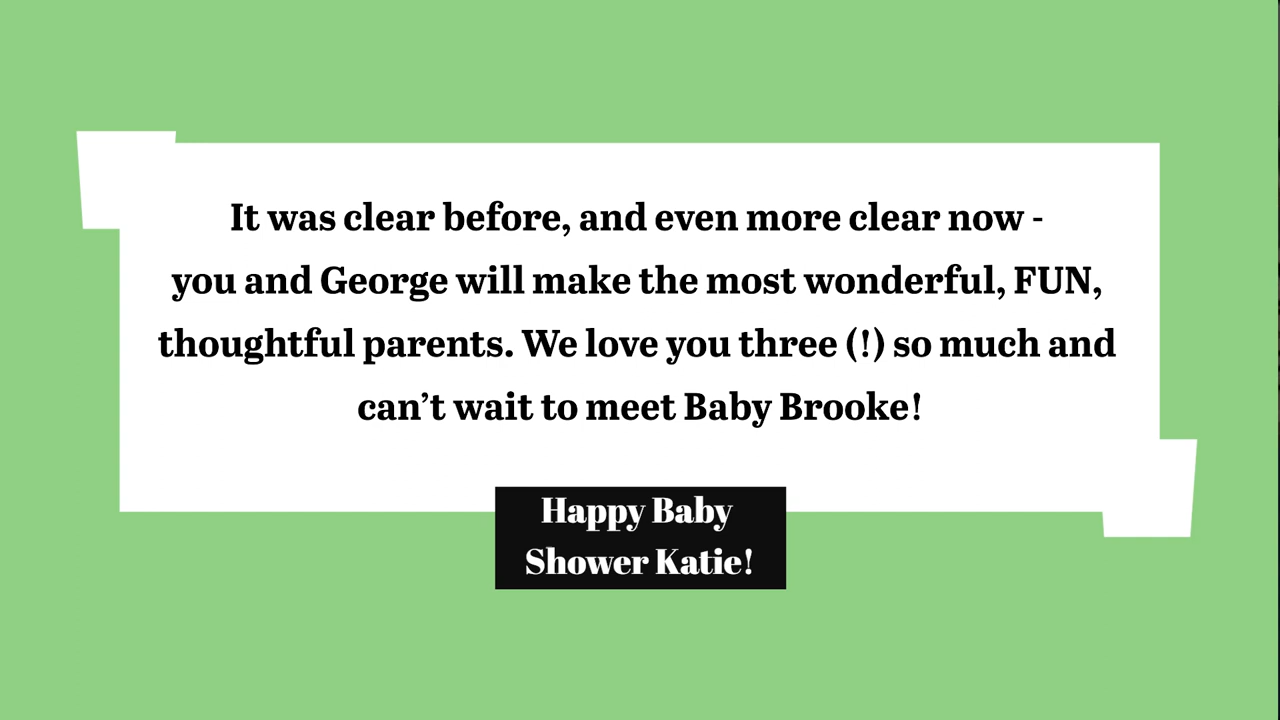 It was clear before, and even more clear now -
you and George will make the most wonderful, FUN,
thoughtful parents. We love you three (!) so much and
can’t wait to meet Baby Brooke!
Happy Baby
Shower Katie!